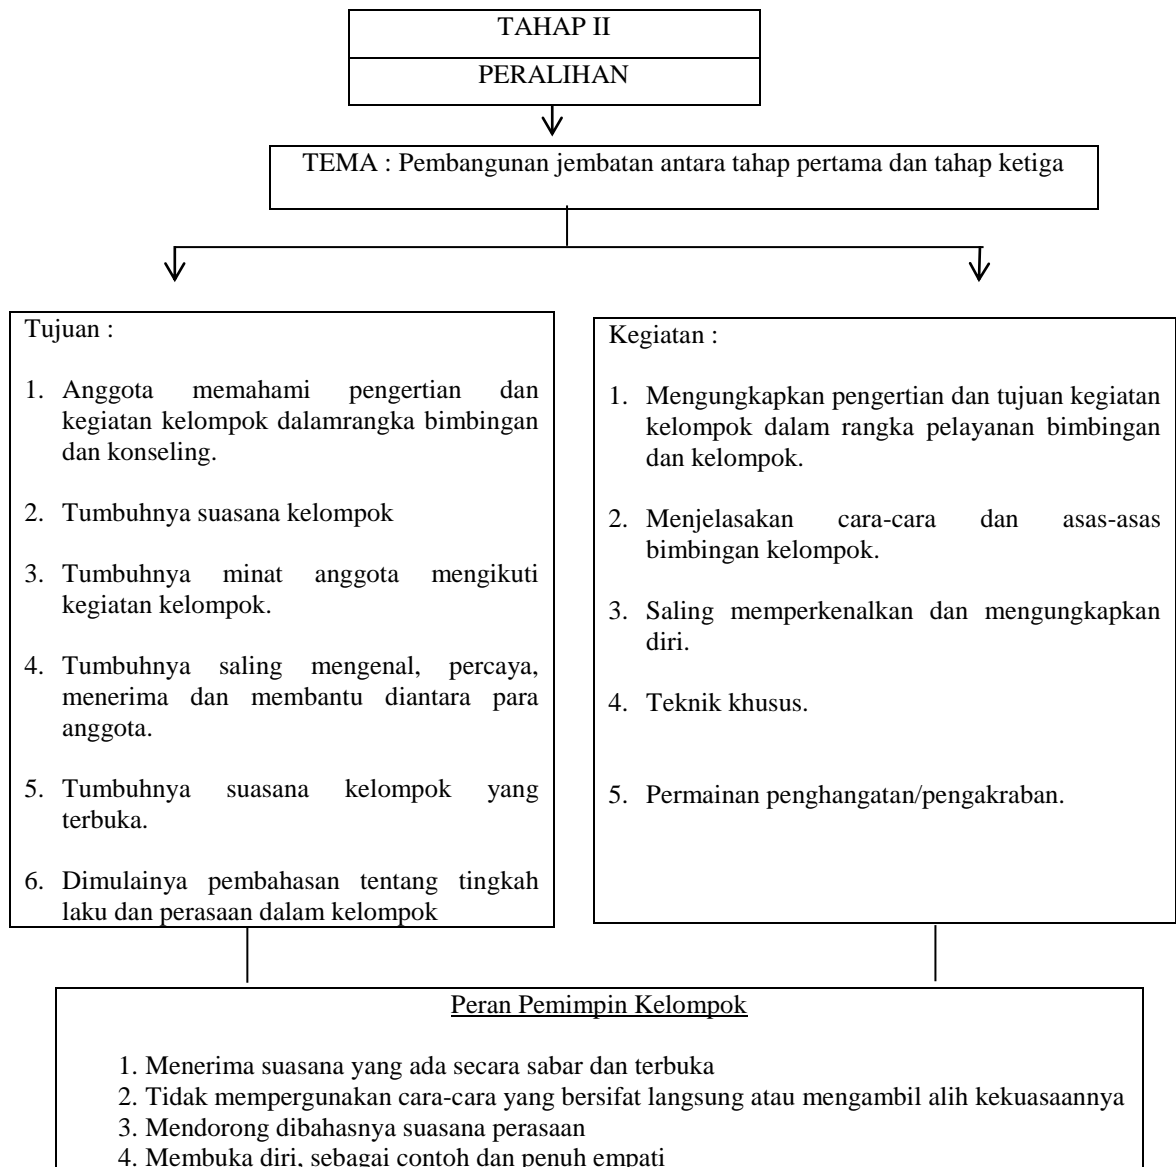 TAHAP II
PERALIHAN
TEMA : Pembangunan jembatan antara tahap pertama dan tahap ketiga
Tujuan :
1. Anggota memahami pengertian dan
kegiatan kelompok dalamrangka bimbingan
dan konseling.
2. Tumbuhnya suasana kelompok
3. Tumbuhnya minat anggota mengikuti
kegiatan kelompok.
4. Tumbuhnya saling mengenal, percaya,
menerima dan membantu diantara para
anggota.
5. Tumbuhnya suasana kelompok yang
terbuka.
6. Dimulainya pembahasan tentang tingkah
laku dan perasaan dalam kelompok
Kegiatan :
1. Mengungkapkan pengertian dan tujuan kegiatan
kelompok dalam rangka pelayanan bimbingan
dan kelompok.
2. Menjelasakan cara-cara dan asas-asas
bimbingan kelompok.
3. Saling memperkenalkan dan mengungkapkan
diri.
4. Teknik khusus.
5. Permainan penghangatan/pengakraban.
Peran Pemimpin Kelompok
1. Menerima suasana yang ada secara sabar dan terbuka
2. Tidak mempergunakan cara-cara yang bersifat langsung atau mengambil alih kekuasaannya
3. Mendorong dibahasnya suasana perasaan
4. Membuka diri, sebagai contoh dan penuh empati